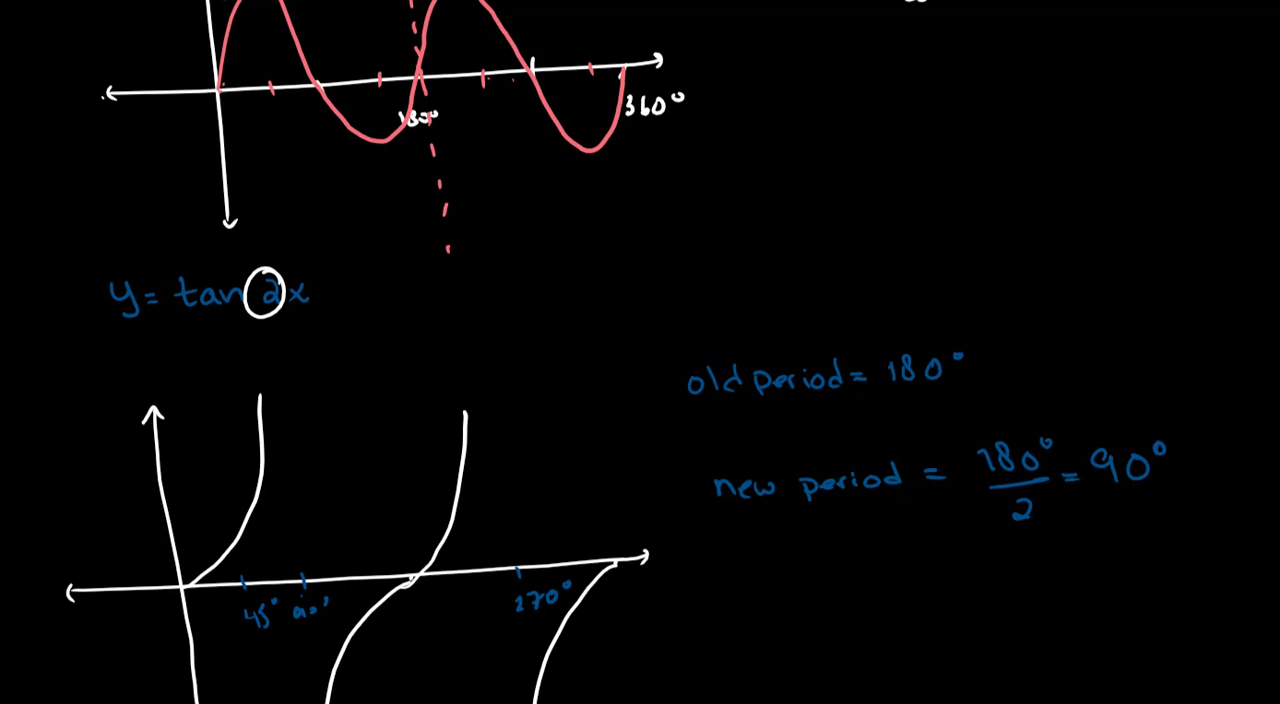 180°
360°
y = tan 2x
old period = 180°
new period = 180°/2 = 90°
45° 90°
270°